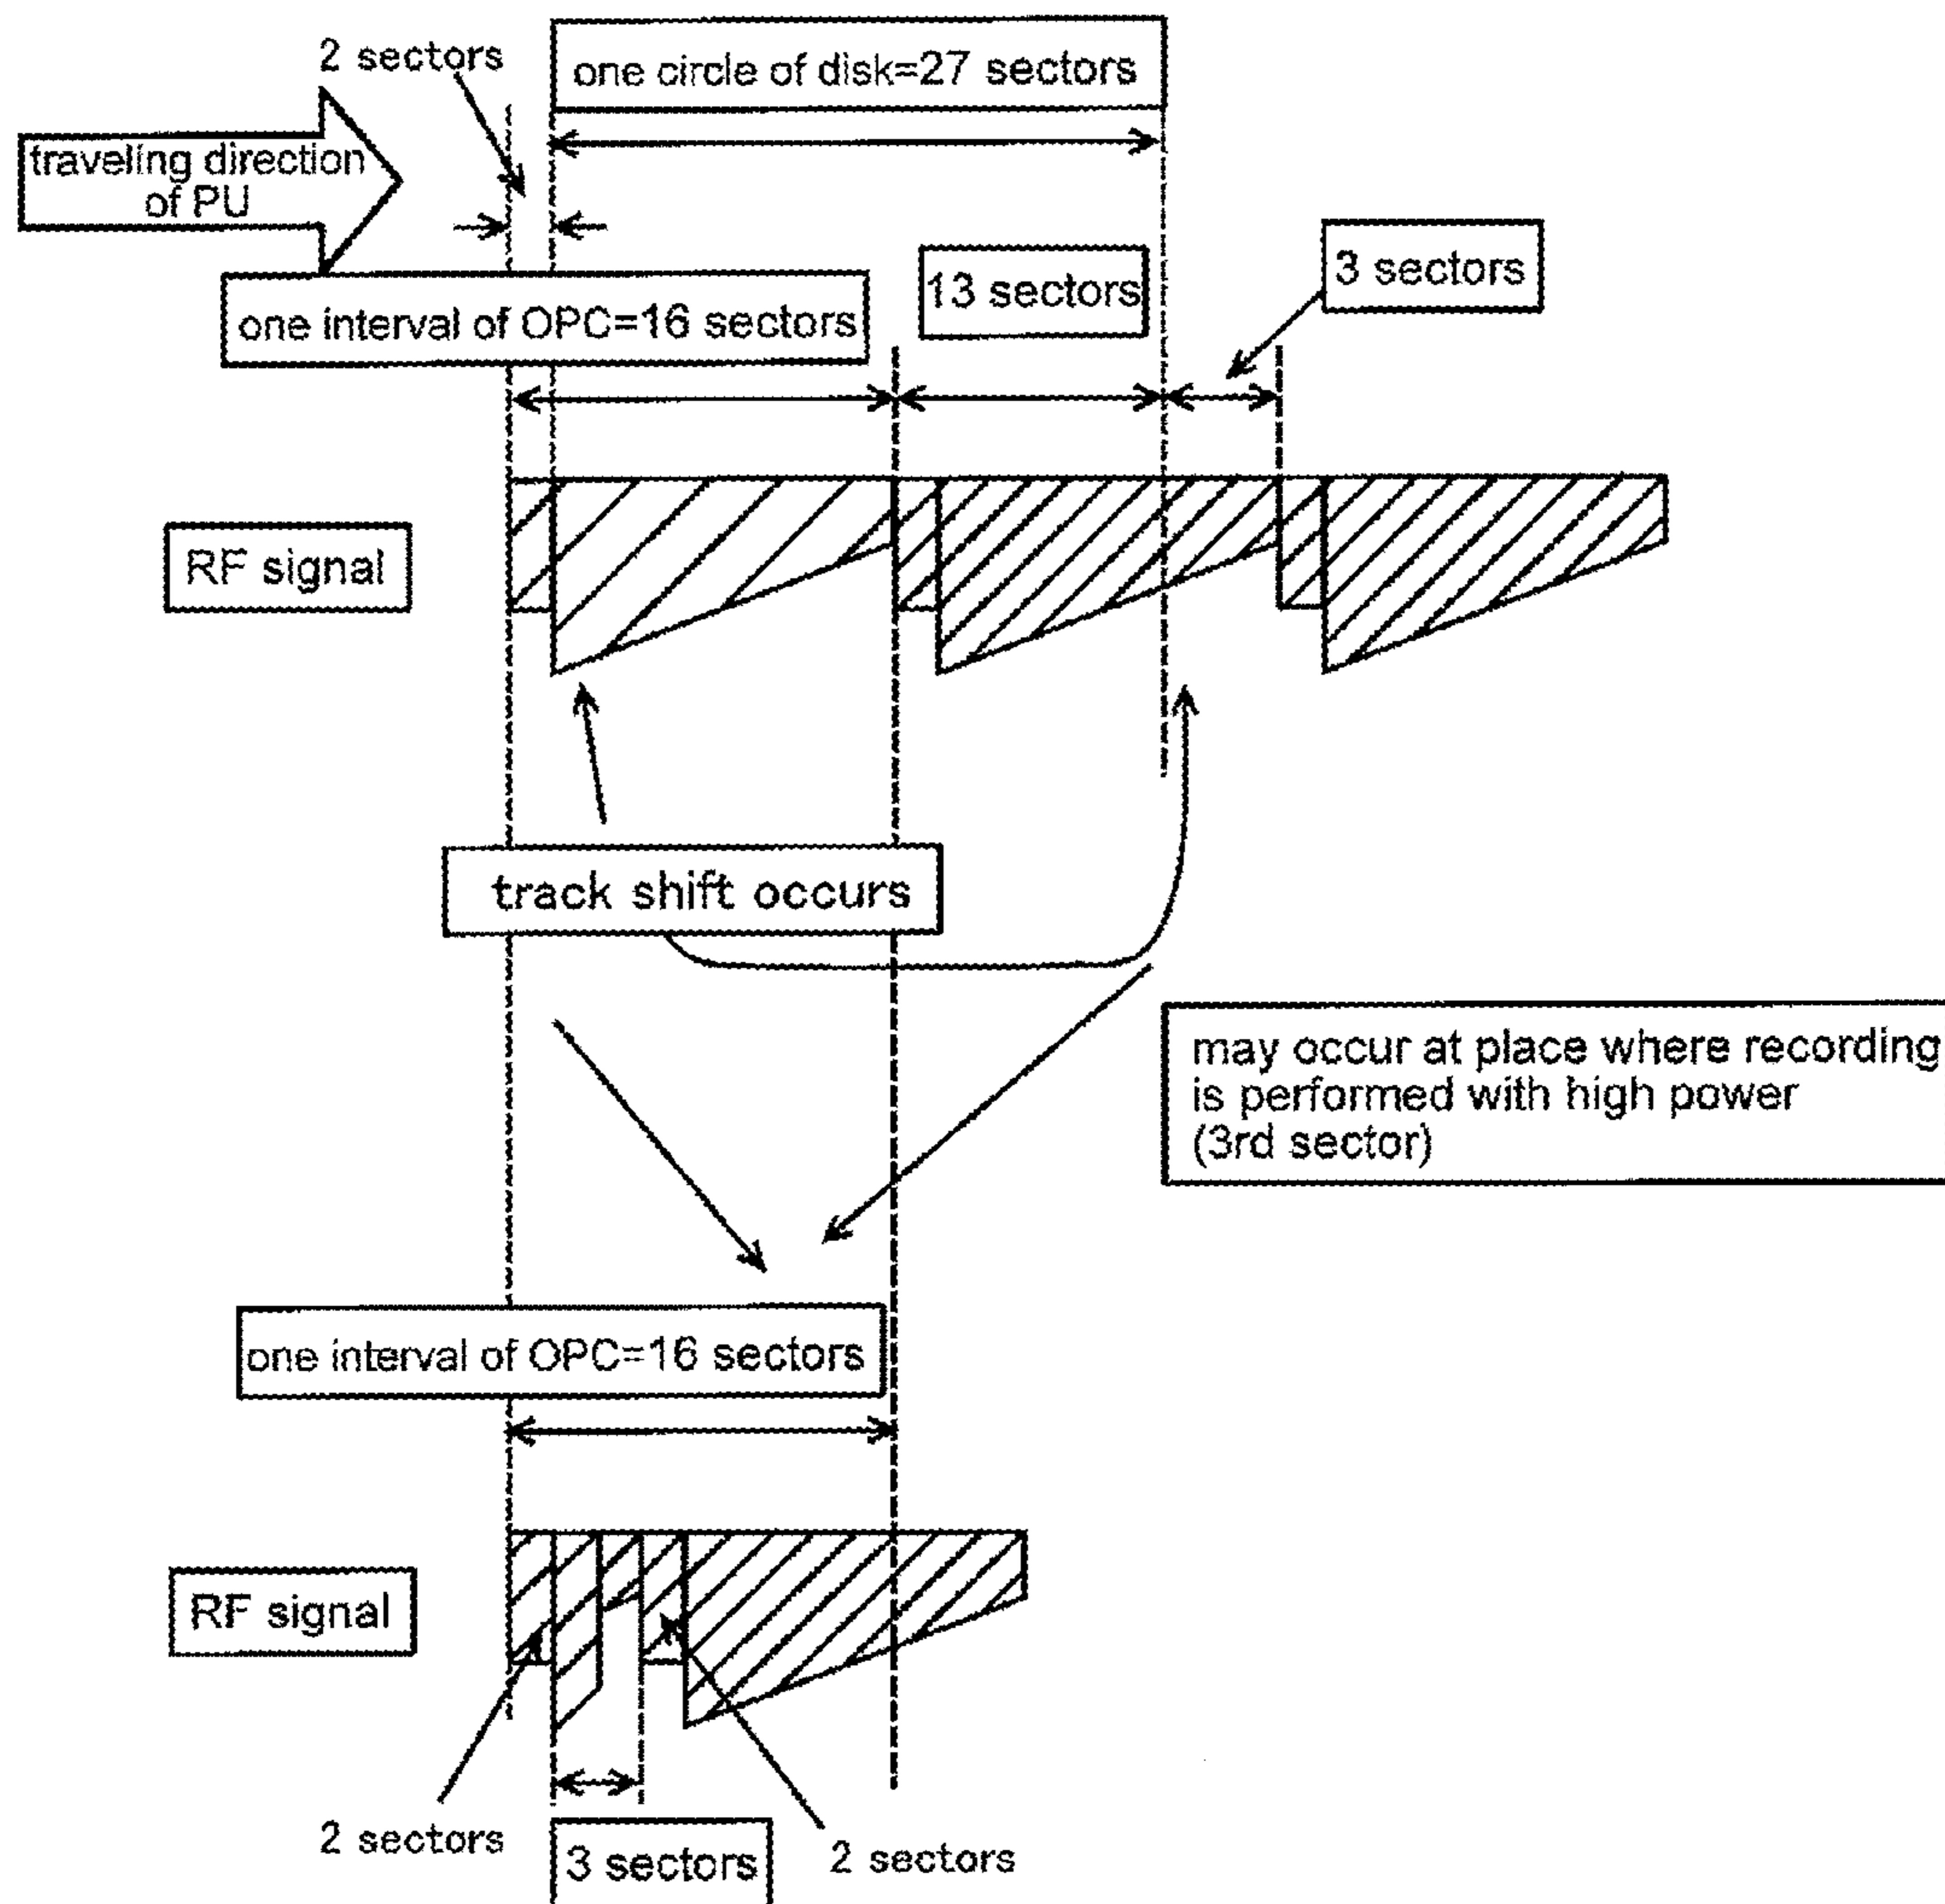 2 sectors
one circle of disk=27 sectors
traveling direction
of PU
one interval of OPC=16 sectors
13 sectors
3 sectors
RF signal
track shift occurs
may occur at place where recording
is performed with high power
(3rd sector)
one interval of OPC=16 sectors
RF signal
2 sectors
3 sectors
2 sectors